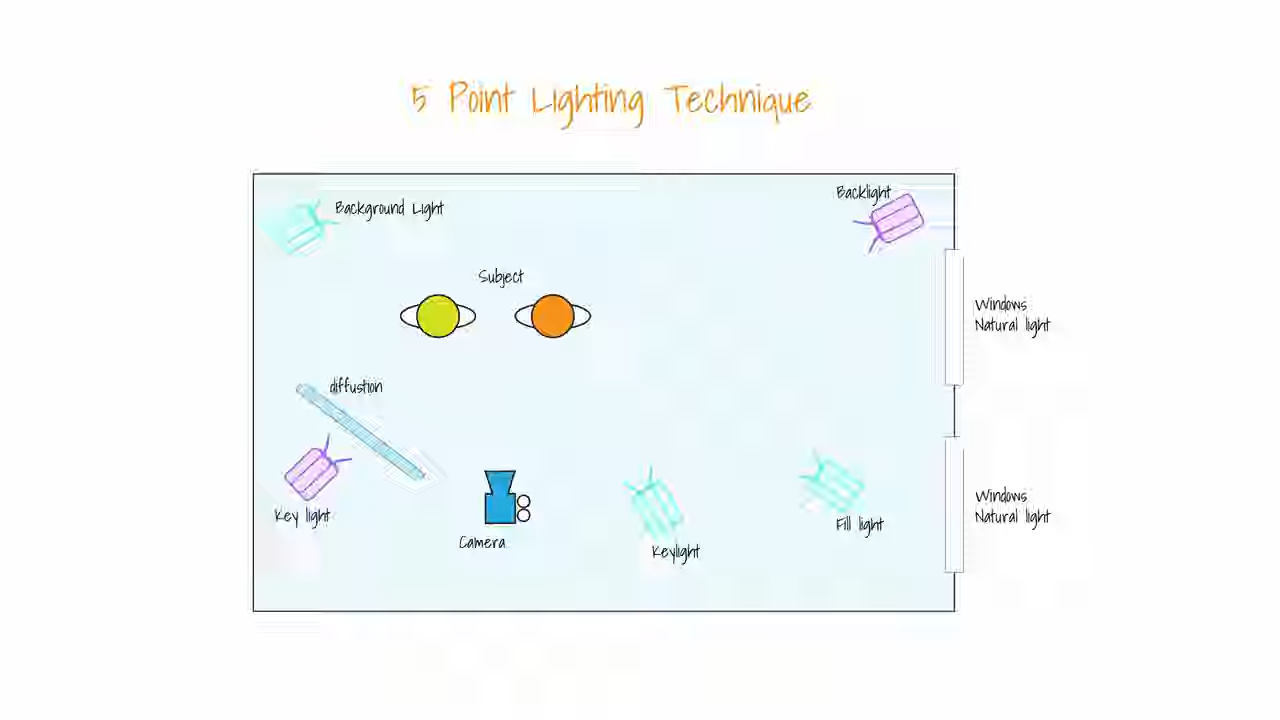 5 Point Lighting Technique
Backlight
Background Light
Subject
Windows
Natural light
diffustion
Key light
Camera
Keylight
Fill light
Windows
Natural light